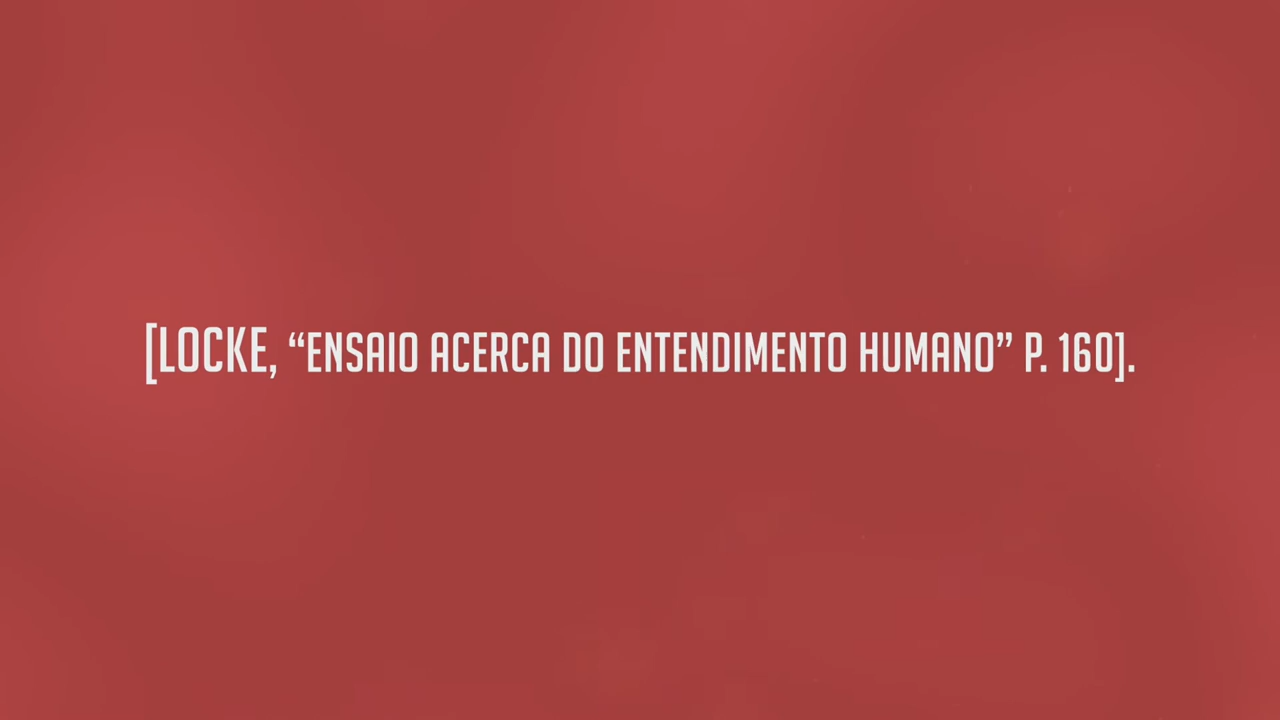 [LOCKE, “ENSAIO ACERCA DO ENTENDIMENTO HUMANO” P. 160].